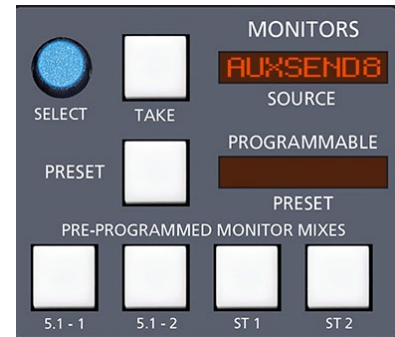 MONITORS
AUXSEND8
SOURCE
SELECT
TAKE
PROGRAMMABLE
PRESET
PRESET
PRE-PROGRAMMED MONITOR MIXES
5.1 - 1
5.1 - 2
ST 1
ST 2